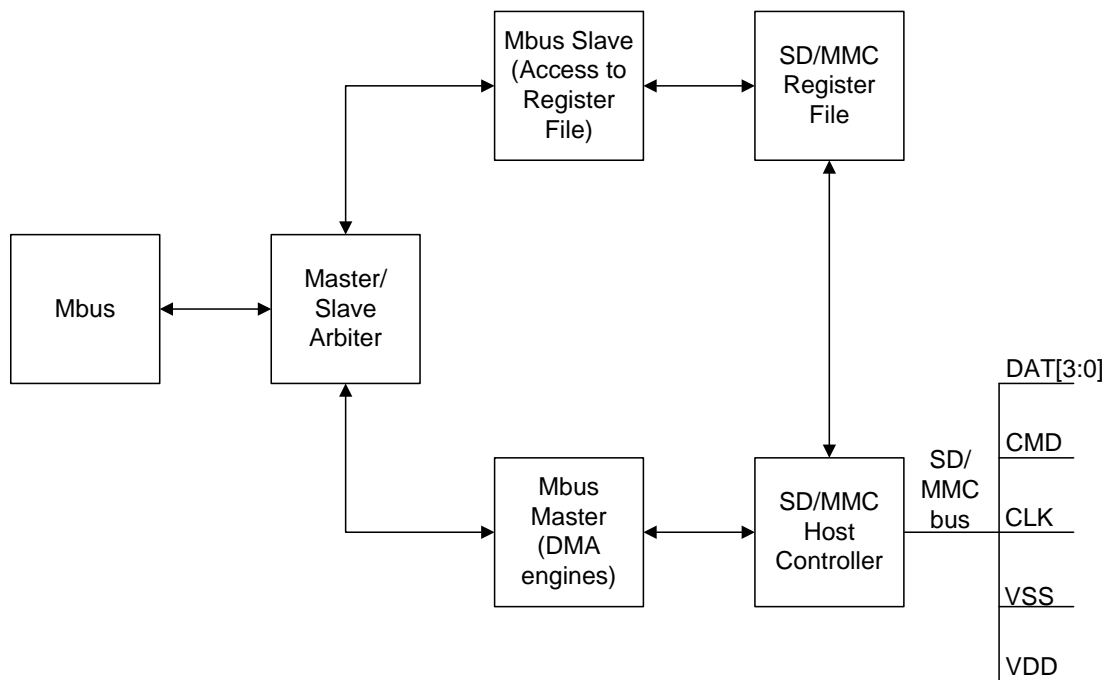 Mbus Slave
(Access to
Register
File)
SD/MMC
Register
File
Mbus
Master/
Slave
Arbiter
DAT[3:0]
CMD
SD/
MMC
bus
CLK
Mbus
Master
(DMA
engines)
SD/MMC
Host
Controller
VSS
VDD